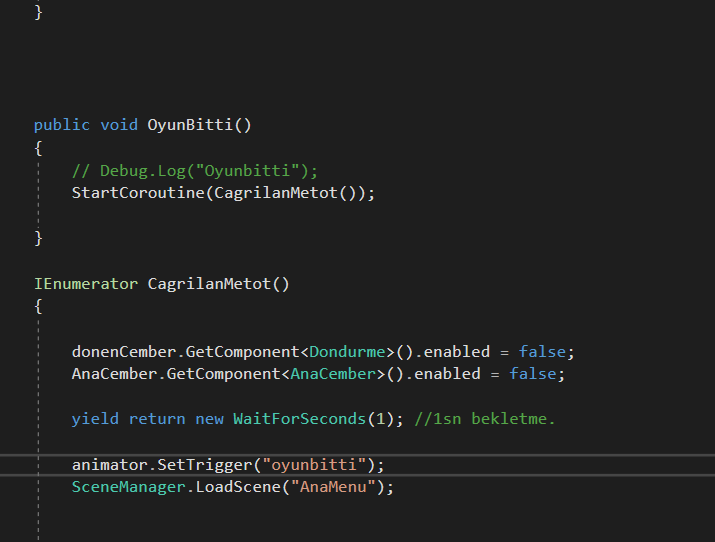 }
public void OyunBitti()
{
// Debug.Log("Oyunbitti");
StartCoroutine(CagrilanMetot());
}
IEnumerator CagrilanMetot()
{
donenCember.GetComponent<Dondurme>().enabled = false;
AnaCember.GetComponent<AnaCember>().enabled = false;
yield return new WaitForSeconds(1); //1sn bekletme.
animator.SetTrigger("oyunbitti");
SceneManager.LoadScene("AnaMenu");